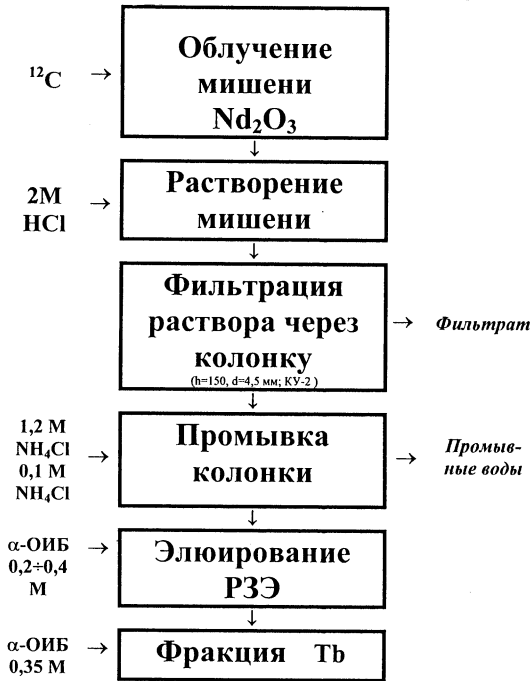 ¹²C →
Облучение
мишени
Nd₂O₃
↓
2М
HCl →
Растворение
мишени
↓
Фильтрация
раствора через
колонку
(h=150, d=4,5 мм; КУ-2 )
→ Фильтрат
↓
1,2 М
NH₄Cl
0,1 М
NH₄Cl
→
Промывка
колонки
→ Промыв-
ные воды
↓
α-ОИБ
0,2÷0,4
М
→
Элюирование
РЗЭ
↓
α-ОИБ
0,35 М
→
Фракция Tb